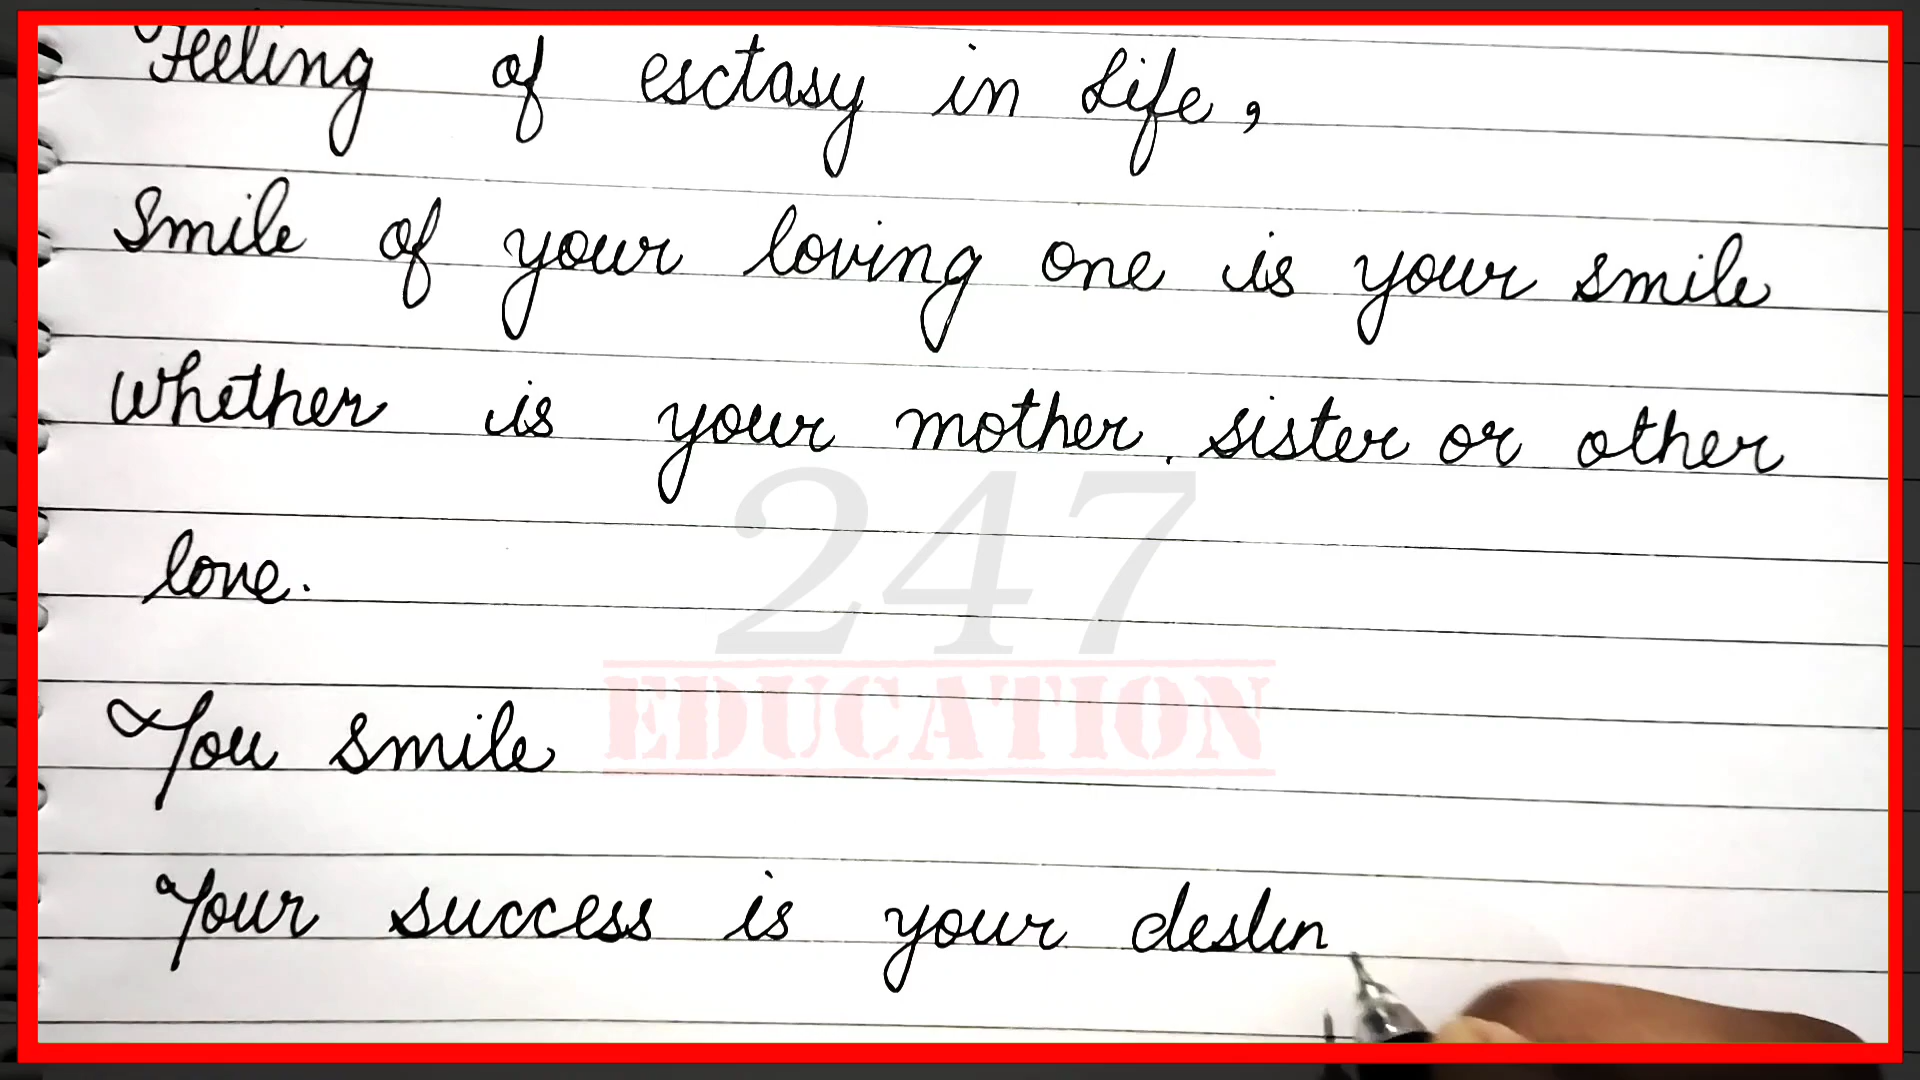 Feeling of esctasy in Life,
Smile of your loving one is your smile
whether is your mother, sister or other
love.
247
EDUCATION
You smile
Your success is your destin